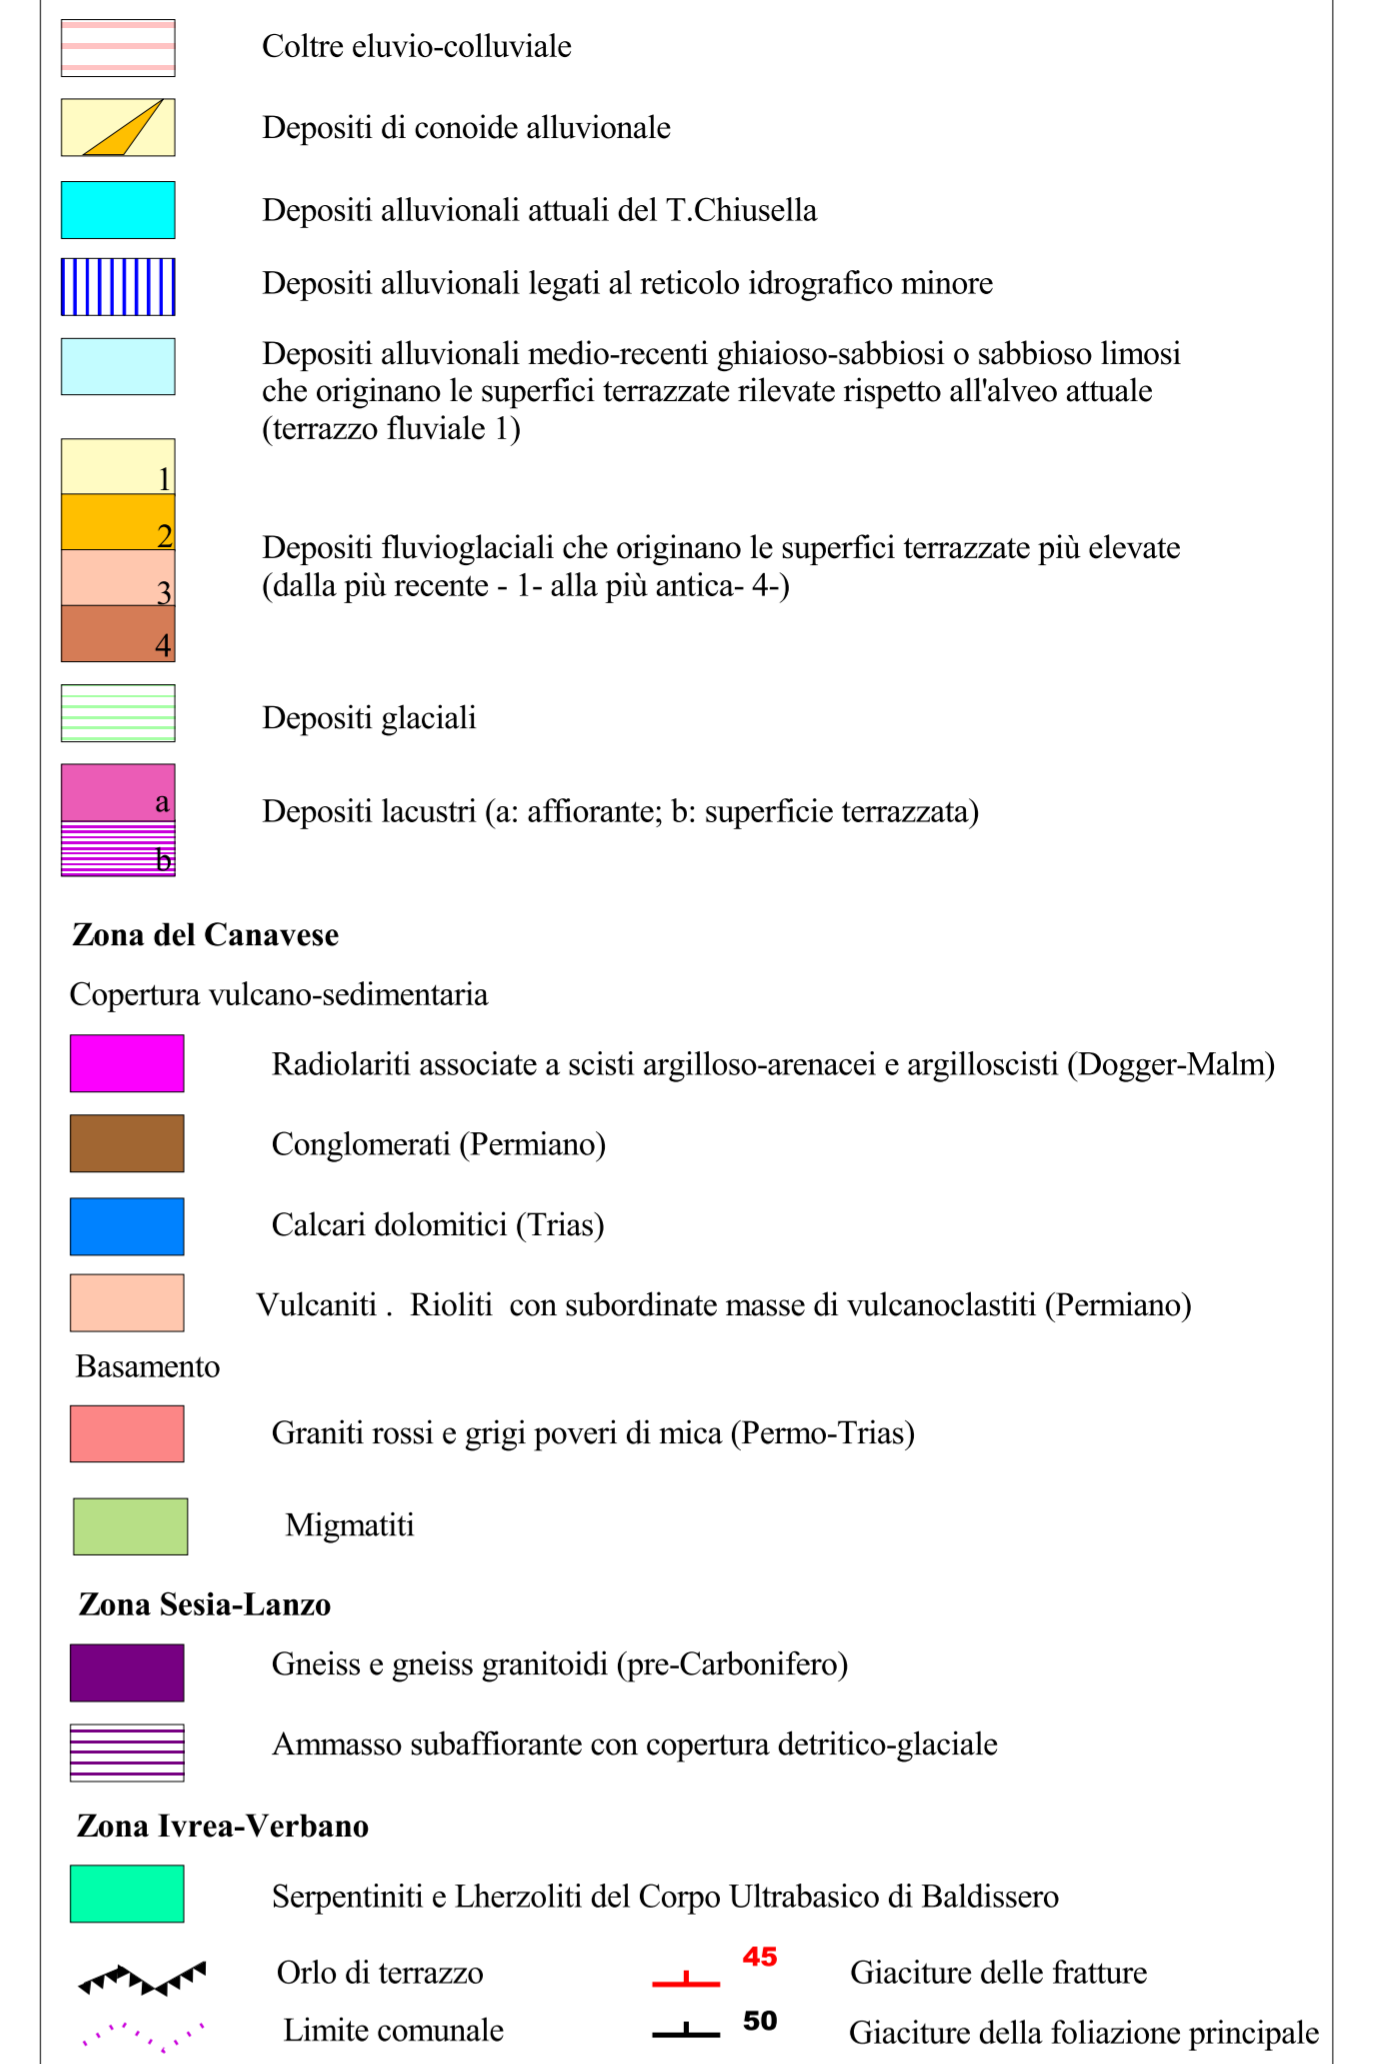 Coltre eluvio-colluviale
Depositi di conoide alluvionale
Depositi alluvionali attuali del T.Chiusella
Depositi alluvionali legati al reticolo idrografico minore
Depositi alluvionali medio-recenti ghiaioso-sabbiosi o sabbioso limosi
che originano le superfici terrazzate rilevate rispetto all'alveo attuale
(terrazzo fluviale 1)
1
2
3
4
Depositi fluvioglaciali che originano le superfici terrazzate più elevate
(dalla più recente - 1- alla più antica- 4-)
Depositi glaciali
a
b
Depositi lacustri (a: affiorante; b: superficie terrazzata)
Zona del Canavese
Copertura vulcano-sedimentaria
Radiolariti associate a scisti argilloso-arenacei e argilloscisti (Dogger-Malm)
Conglomerati (Permiano)
Calcari dolomitici (Trias)
Vulcaniti . Rioliti con subordinate masse di vulcanoclastiti (Permiano)
Basamento
Graniti rossi e grigi poveri di mica (Permo-Trias)
Migmatiti
Zona Sesia-Lanzo
Gneiss e gneiss granitoidi (pre-Carbonifero)
Ammasso subaffiorante con copertura detritico-glaciale
Zona Ivrea-Verbano
Serpentiniti e Lherzoliti del Corpo Ultrabasico di Baldissero
Orlo di terrazzo
45
Giaciture delle fratture
Limite comunale
50
Giaciture della foliazione principale